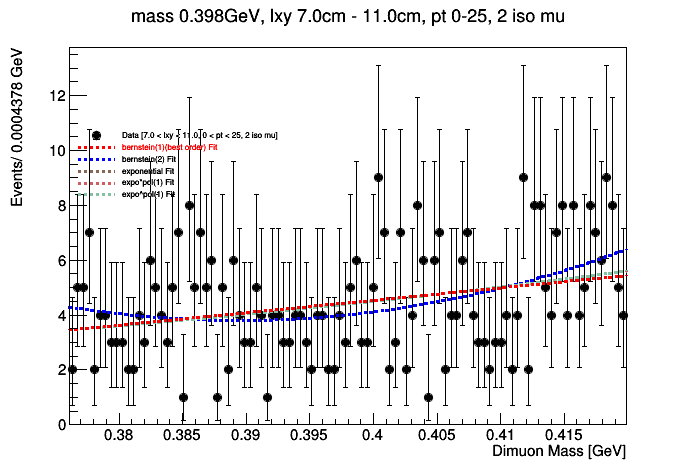 mass 0.398GeV, lxy 7.0cm - 11.0cm, pt 0-25, 2 iso mu
Events/ 0.0004378 GeV
12
10
8
6
4
2
0
Data [7.0 < lxy < 11.0, 0 < pt < 25, 2 iso mu]
bernstein(1)(best order) Fit
bernstein(2) Fit
exponential Fit
expo*pol(1) Fit
expo*pol(1) Fit
0.38 0.385 0.39 0.395 0.4 0.405 0.41 0.415
Dimuon Mass [GeV]